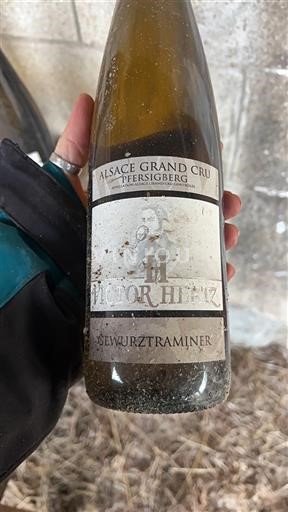 ALSACE GRAND CRU
PFERSIGBERG
VICTOR HERTZ
GEWURZTRAMINER